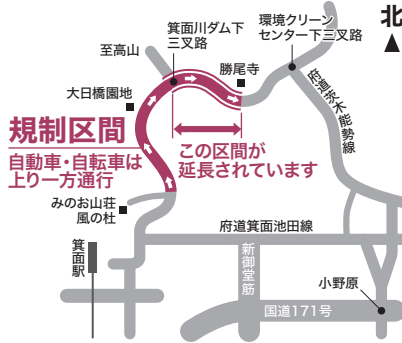 北
環境クリーン
センター下三叉路
箕面川ダム下
三叉路
至高山
勝尾寺
大日橋園地
府道茨木能勢線
規制区間
自動車・自転車は
上り一方通行
この区間が
延長されています
みのお山荘
風の杜
府道箕面池田線
箕面駅
新御堂筋
小野原
国道171号